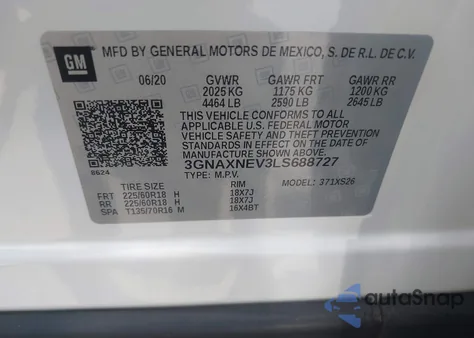 GM
MFD BY GENERAL MOTORS DE MEXICO, S. DE R.L. DE C.V.
06/20 GVWR GAWR FRT GAWR RR
2025 KG 1175 KG 1200 KG
4464 LB 2590 LB 2645 LB
THIS VEHICLE CONFORMS TO ALL
APPLICABLE U.S. FEDERAL MOTOR
VEHICLE SAFETY AND BUMPER
STANDARDS IN EFFECT ON THE DATE
OF MANUFACTURE SHOWN ABOVE.
3GNAXNEV3LS688727
8624 TYPE: M.P.V. MODEL: 371XS26
TIRE SIZE RIM
FRT 225/60R18 H 18X7J
RR 225/60R18 H 18X7J
SPA T135/70R16 M 16X4BT
autoSnap